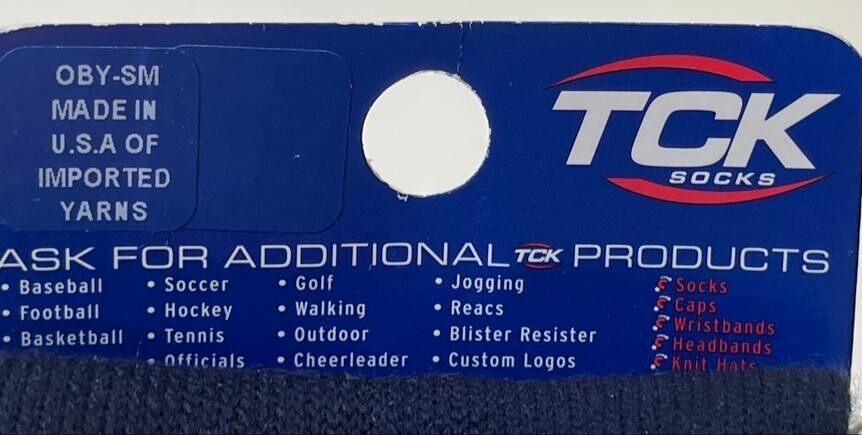 OBY-SM
MADE IN
U.S.A OF
IMPORTED
YARNS
TCK
SOCKS
ASK FOR ADDITIONAL TCK PRODUCTS
• Baseball
• Football
• Basketball
• Soccer
• Hockey
• Tennis
• Officials
• Golf
• Walking
• Outdoor
• Cheerleader
• Jogging
• Reacs
• Blister Resister
• Custom Logos
Socks
Caps
Wristbands
Headbands
Knit Hats